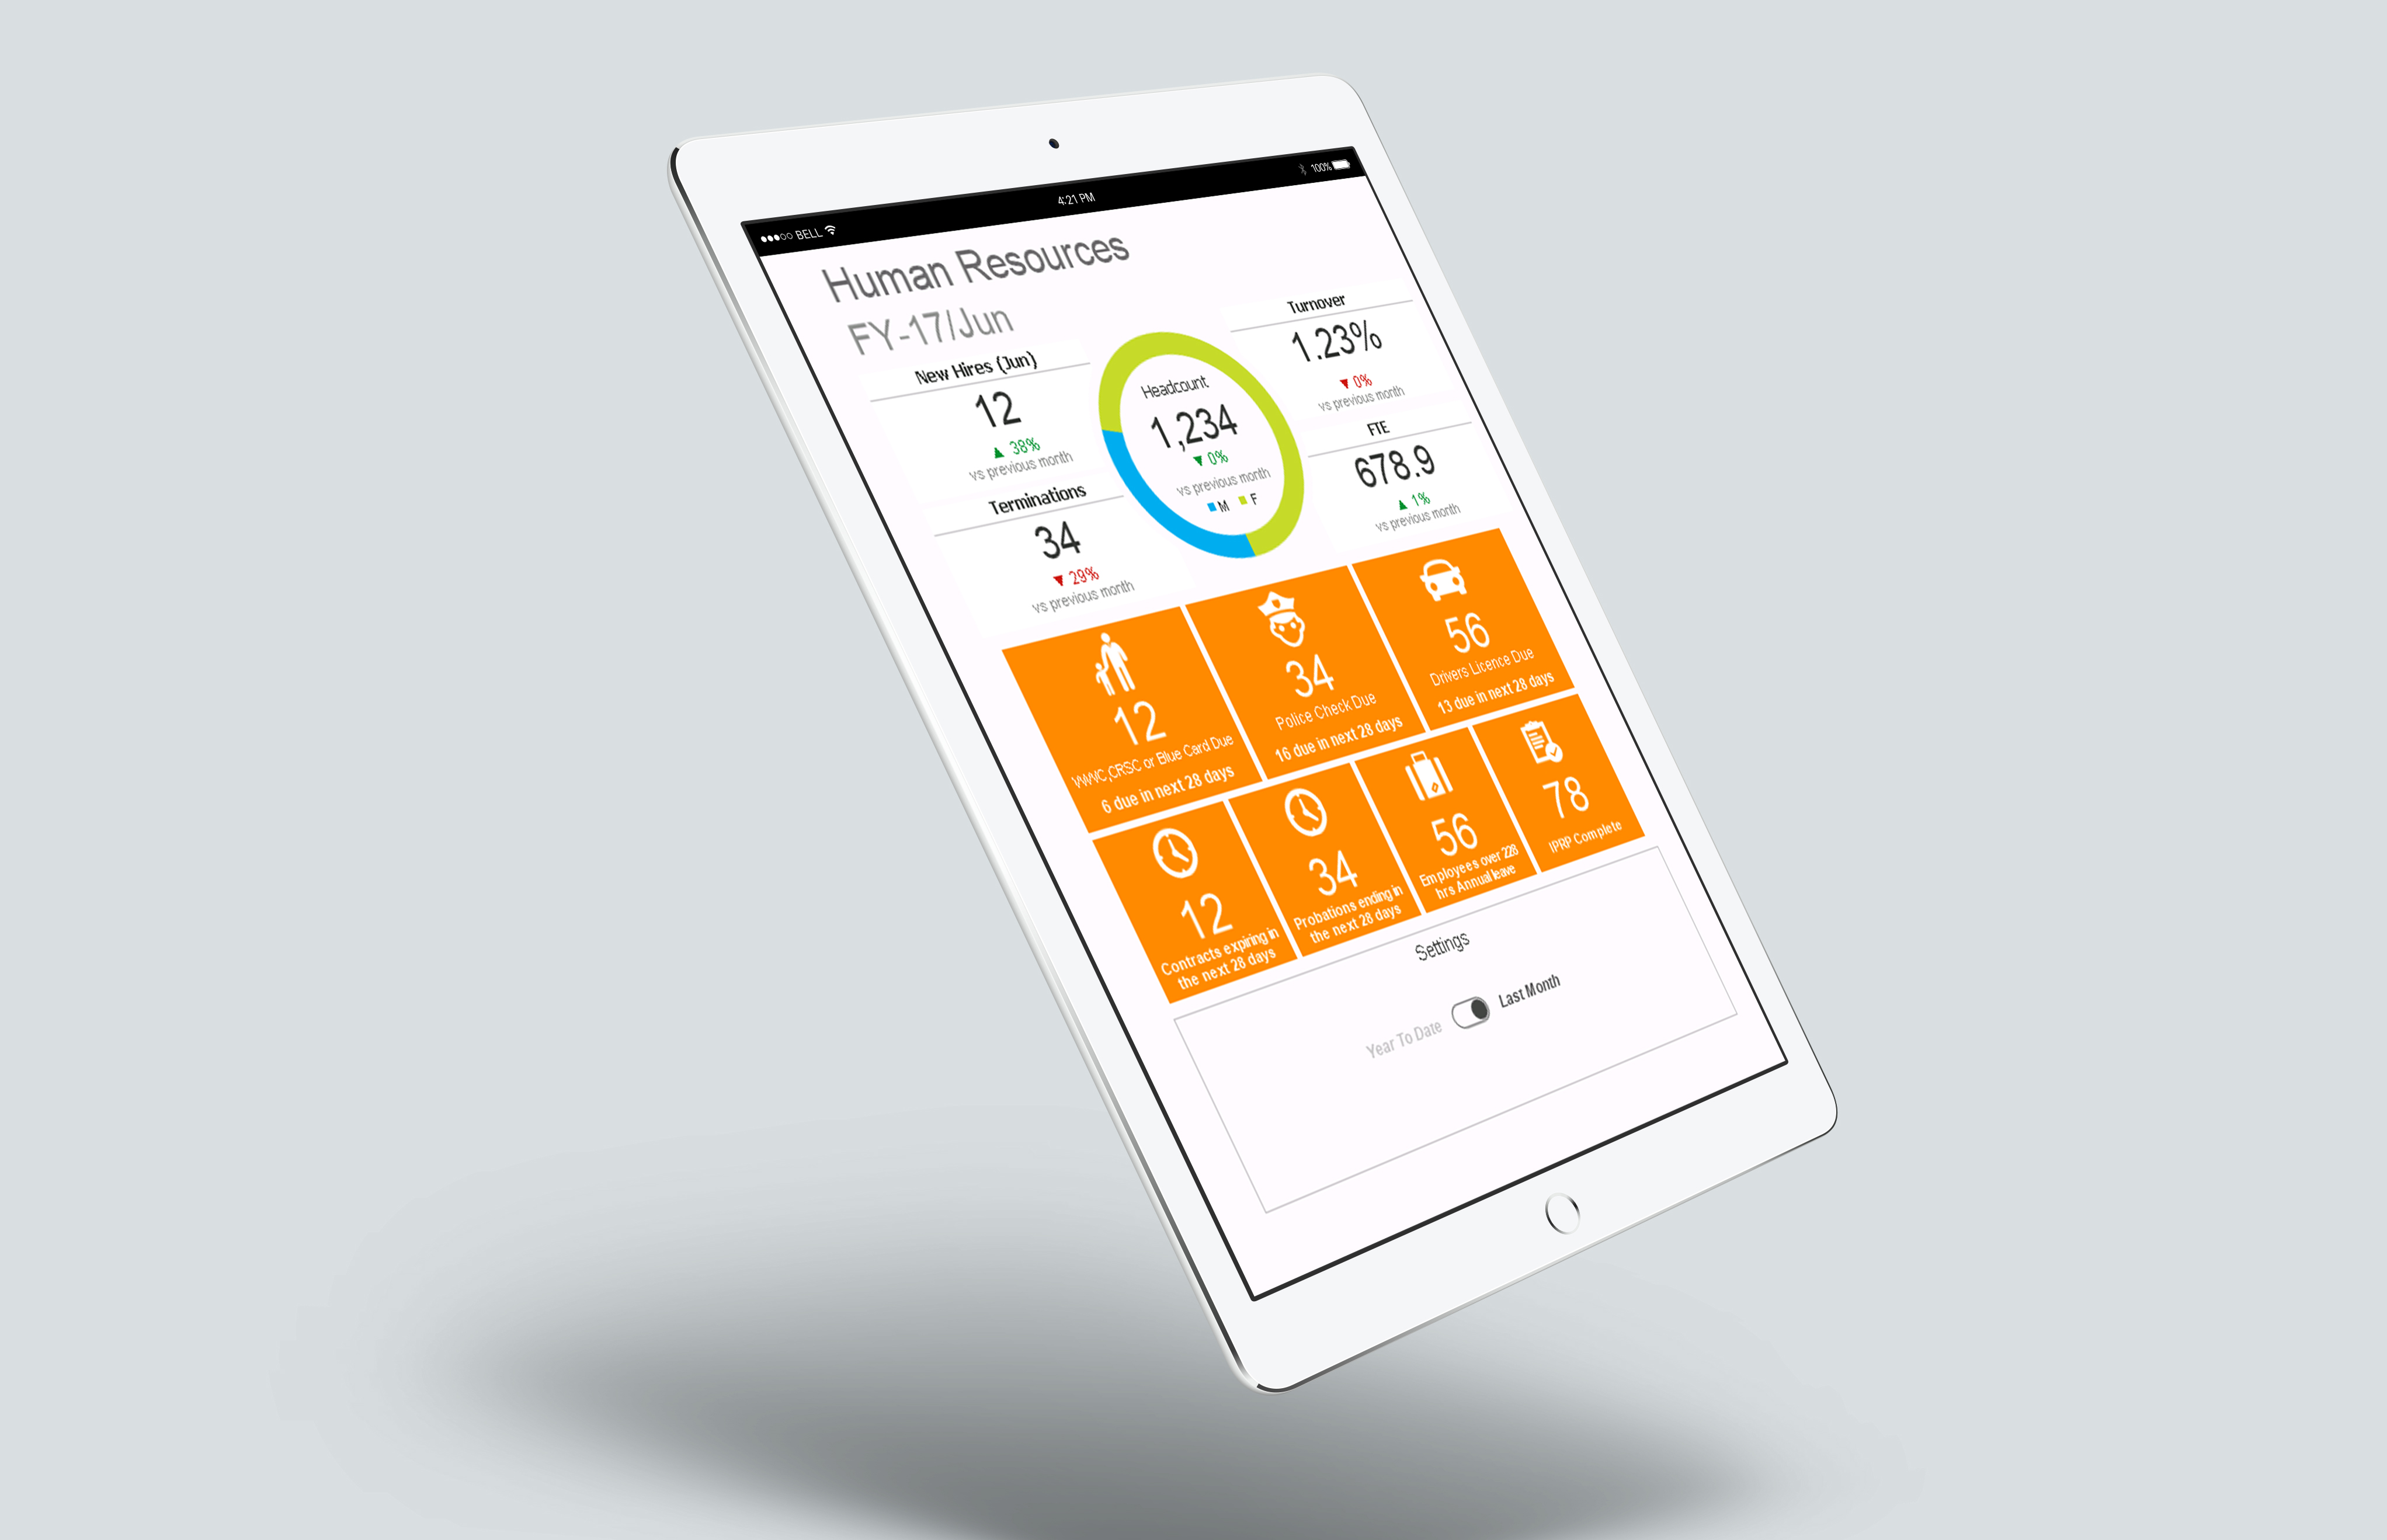 ●●●○○ BELL
4:21 PM
100%
Human Resources
FY-17/Jun
New Hires (Jun)
12
▲ 38%
vs previous month
Terminations
34
▼ 29%
vs previous month
Headcount
1,234
▼ 0%
vs previous month
M F
Turnover
1.23%
▼ 0%
vs previous month
FTE
678.9
▲ 1%
vs previous month
12
WWC,CRSC or Blue Card Due
6 due in next 28 days
34
Police Check Due
16 due in next 28 days
56
Drivers Licence Due
13 due in next 28 days
12
Contracts expiring in
the next 28 days
34
Probations ending in
the next 28 days
56
Employees over 228
hrs Annual leave
78
IPRP Complete
Settings
Year To Date Last Month